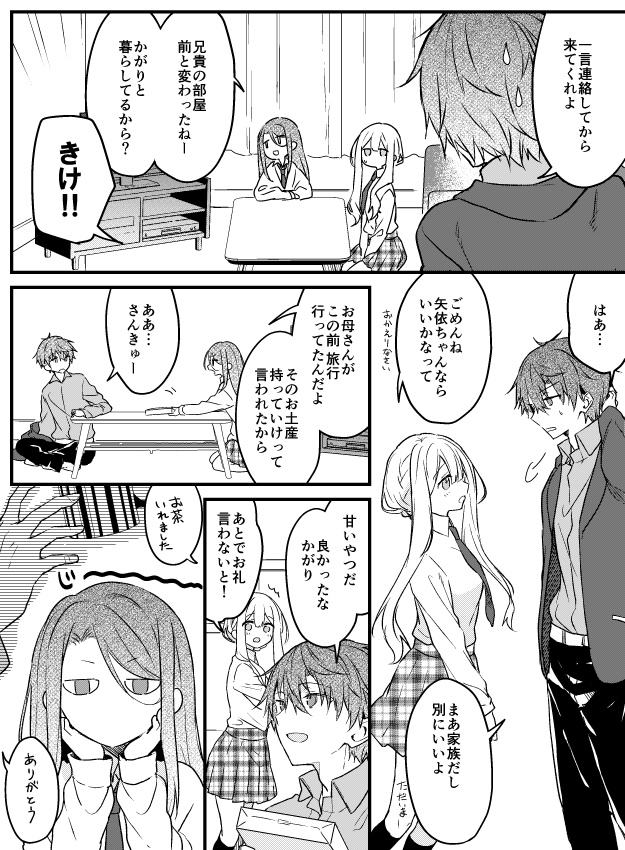 一言連絡してから
来てくれよ
兄貴の部屋
前と変わったねー
かがりと
暮らしてるから？
きけ!!
はぁ…
ごめんね
矢依ちゃんなら
いいかなって
おかえりなさい
まあ家族だし
別にいいよ
ただいまー
お母さんが
この前旅行
行ってたんだよ
そのお土産
持っていけって
言われたから
ああ…
さんきゅー
甘いやつだ
良かったな
かがり
あとでお礼
言わないと！
お茶
いれました
じ
ありがとう